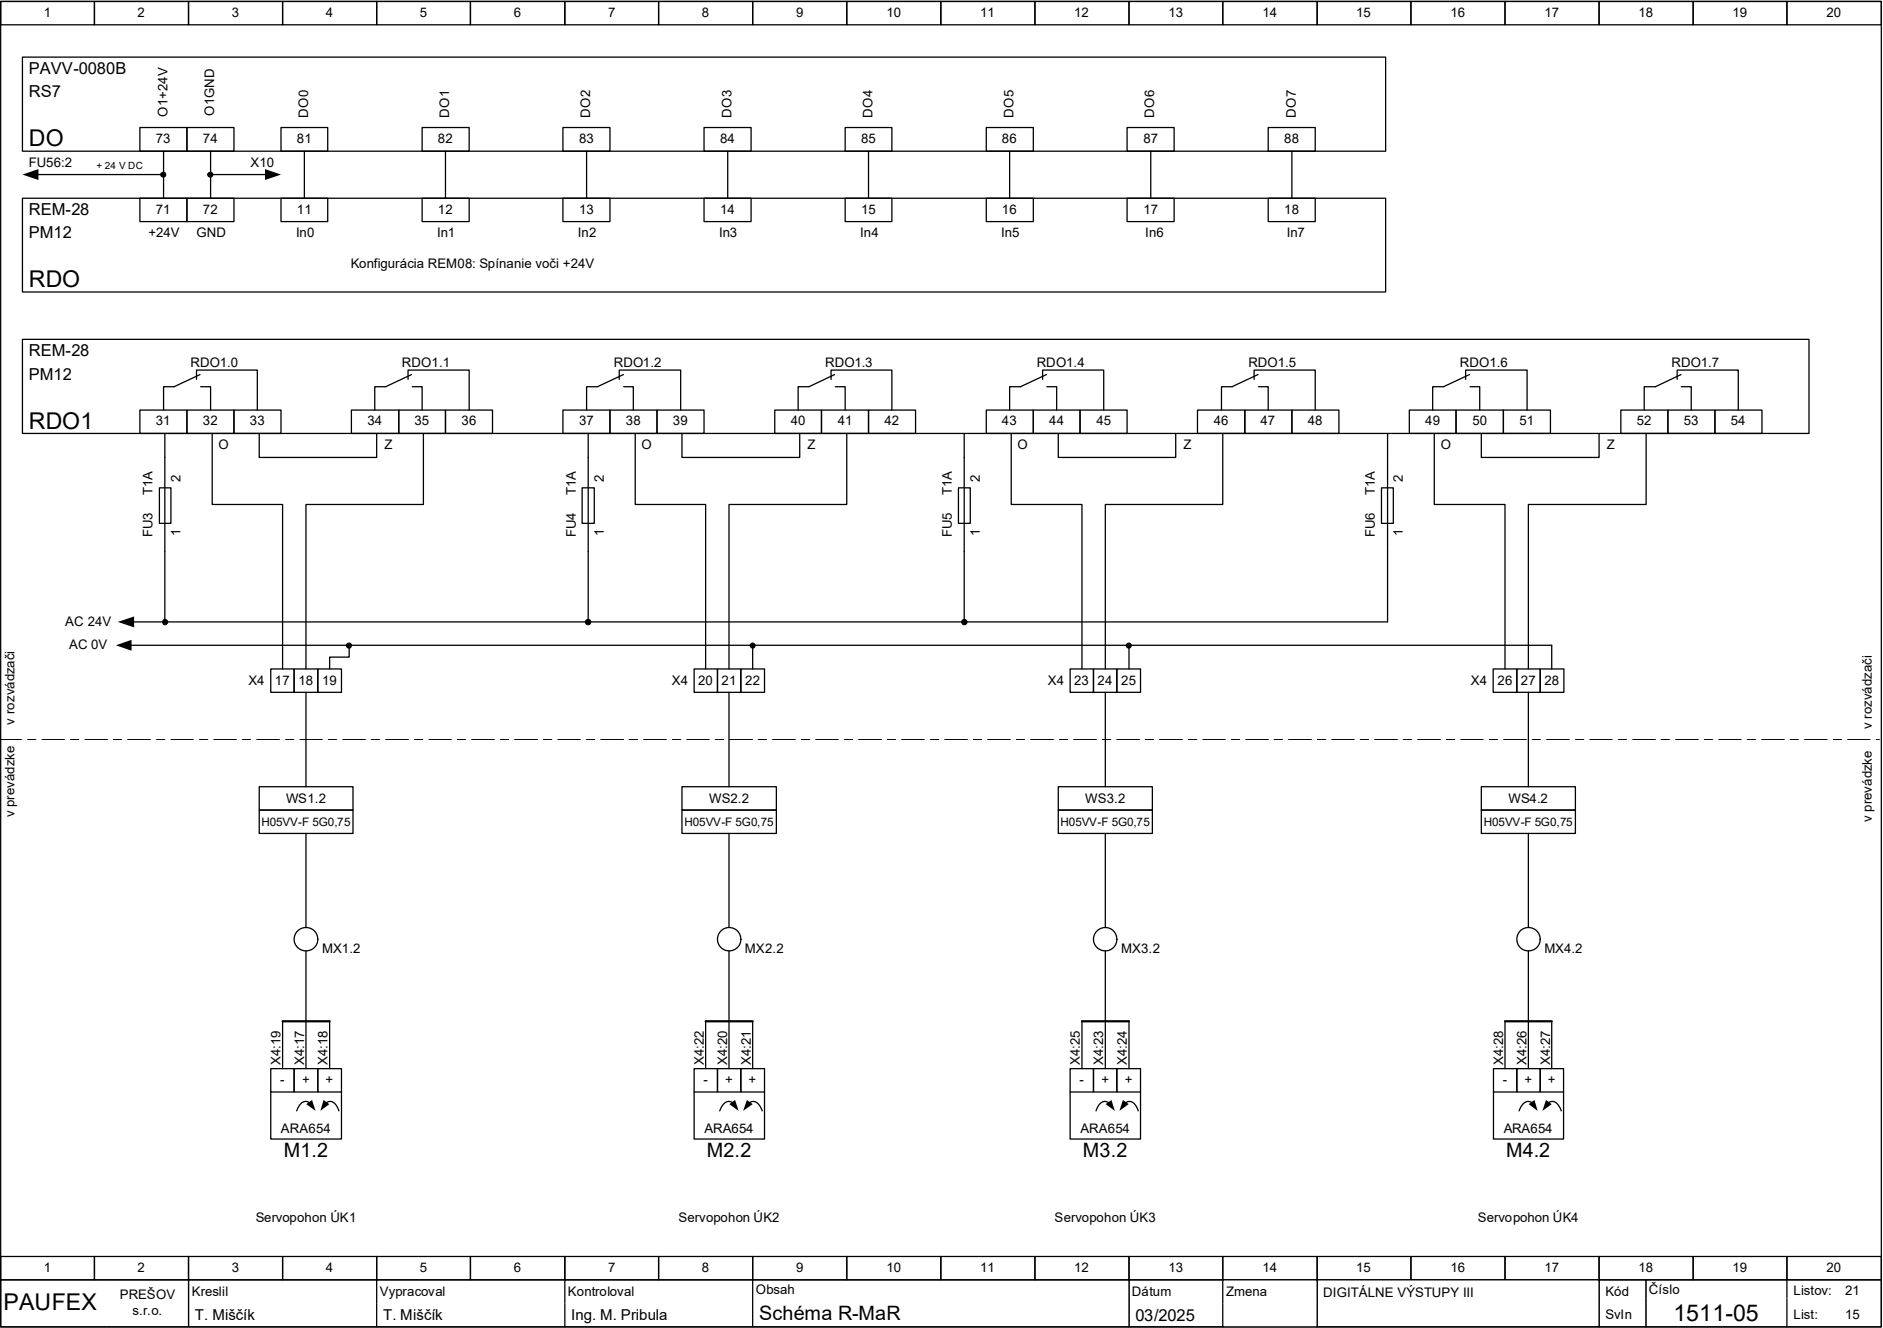 1 2 3 4 5 6 7 8 9 10 11 12 13 14 15 16 17 18 19 20
PAVV-0080B
RS7
DO
O1+24V O1GND DO0 DO1 DO2 DO3 DO4 DO5 DO6 DO7
73 74 81 82 83 84 85 86 87 88
FU56:2 + 24 V DC X10
REM-28
PM12
RDO
71 72 11 12 13 14 15 16 17 18
+24V GND In0 In1 In2 In3 In4 In5 In6 In7
Konfigurácia REM08: Spínanie voči +24V
REM-28
PM12
RDO1
RDO1.0 RDO1.1 RDO1.2 RDO1.3 RDO1.4 RDO1.5 RDO1.6 RDO1.7
31 32 33 34 35 36 37 38 39 40 41 42 43 44 45 46 47 48 49 50 51 52 53 54
O Z O Z O Z O Z
T1A 2 T1A 2 T1A 2 T1A 2
FU3 1 FU4 1 FU5 1 FU6 1
AC 24V
AC 0V
X4 17 18 19 X4 20 21 22 X4 23 24 25 X4 26 27 28
v rozvádzači v rozvádzači
v prevádzke v prevádzke
WS1.2 WS2.2 WS3.2 WS4.2
H05VV-F 5G0,75 H05VV-F 5G0,75 H05VV-F 5G0,75 H05VV-F 5G0,75
MX1.2 MX2.2 MX3.2 MX4.2
X4:19 X4:17 X4:18 X4:22 X4:20 X4:21 X4:25 X4:23 X4:24 X4:28 X4:26 X4:27
- + + - + + - + + - + +
ARA654 ARA654 ARA654 ARA654
M1.2 M2.2 M3.2 M4.2
Servopohon ÚK1 Servopohon ÚK2 Servopohon ÚK3 Servopohon ÚK4
1 2 3 4 5 6 7 8 9 10 11 12 13 14 15 16 17 18 19 20
PAUFEX PREŠOV s.r.o.
Kreslil
T. Miščík
Vypracoval
T. Miščík
Kontroloval
Ing. M. Pribula
Obsah
Schéma R-MaR
Dátum
03/2025
Zmena
DIGITÁLNE VÝSTUPY III
Kód
Svln
Číslo
1511-05
Listov: 21
List: 15